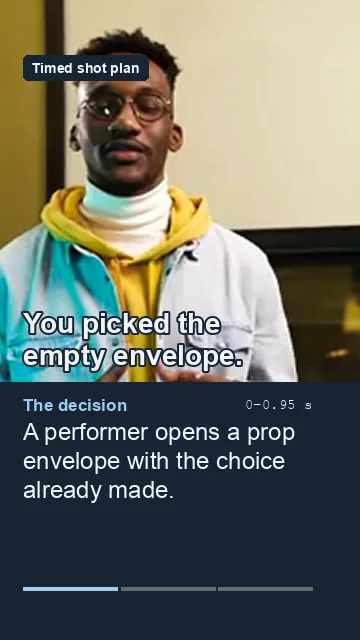 Timed shot plan
You picked the
empty envelope.
The decision
0–0.95 s
A performer opens a prop
envelope with the choice
already made.